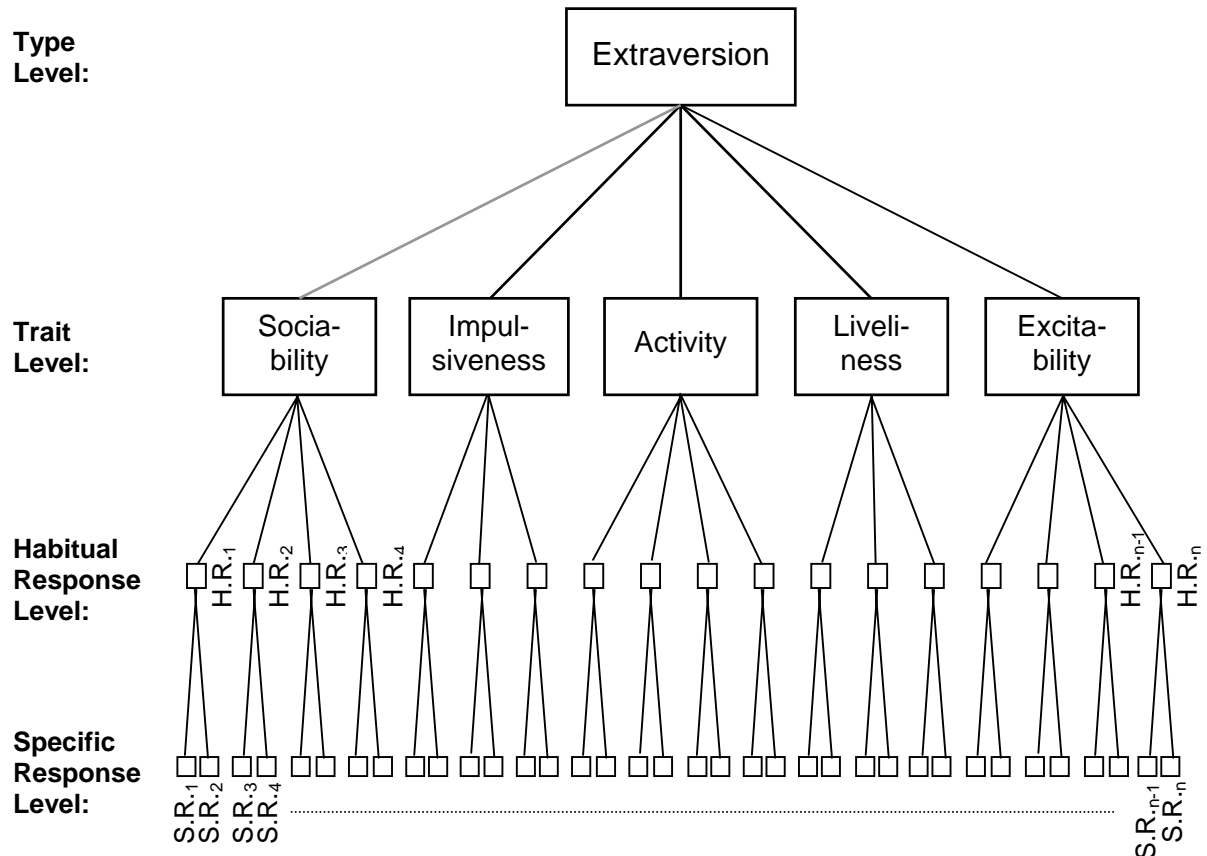 Type
Level:
Extraversion
Trait
Level:
Socia-
bility
Impul-
siveness
Activity
Liveli-
ness
Excita-
bility
Habitual
Response
Level:
H.R.1
H.R.2
H.R.3
H.R.4
H.R.n-1
H.R.n
Specific
Response
Level:
S.R.1
S.R.2
S.R.3
S.R.4
S.R.n-1
S.R.n